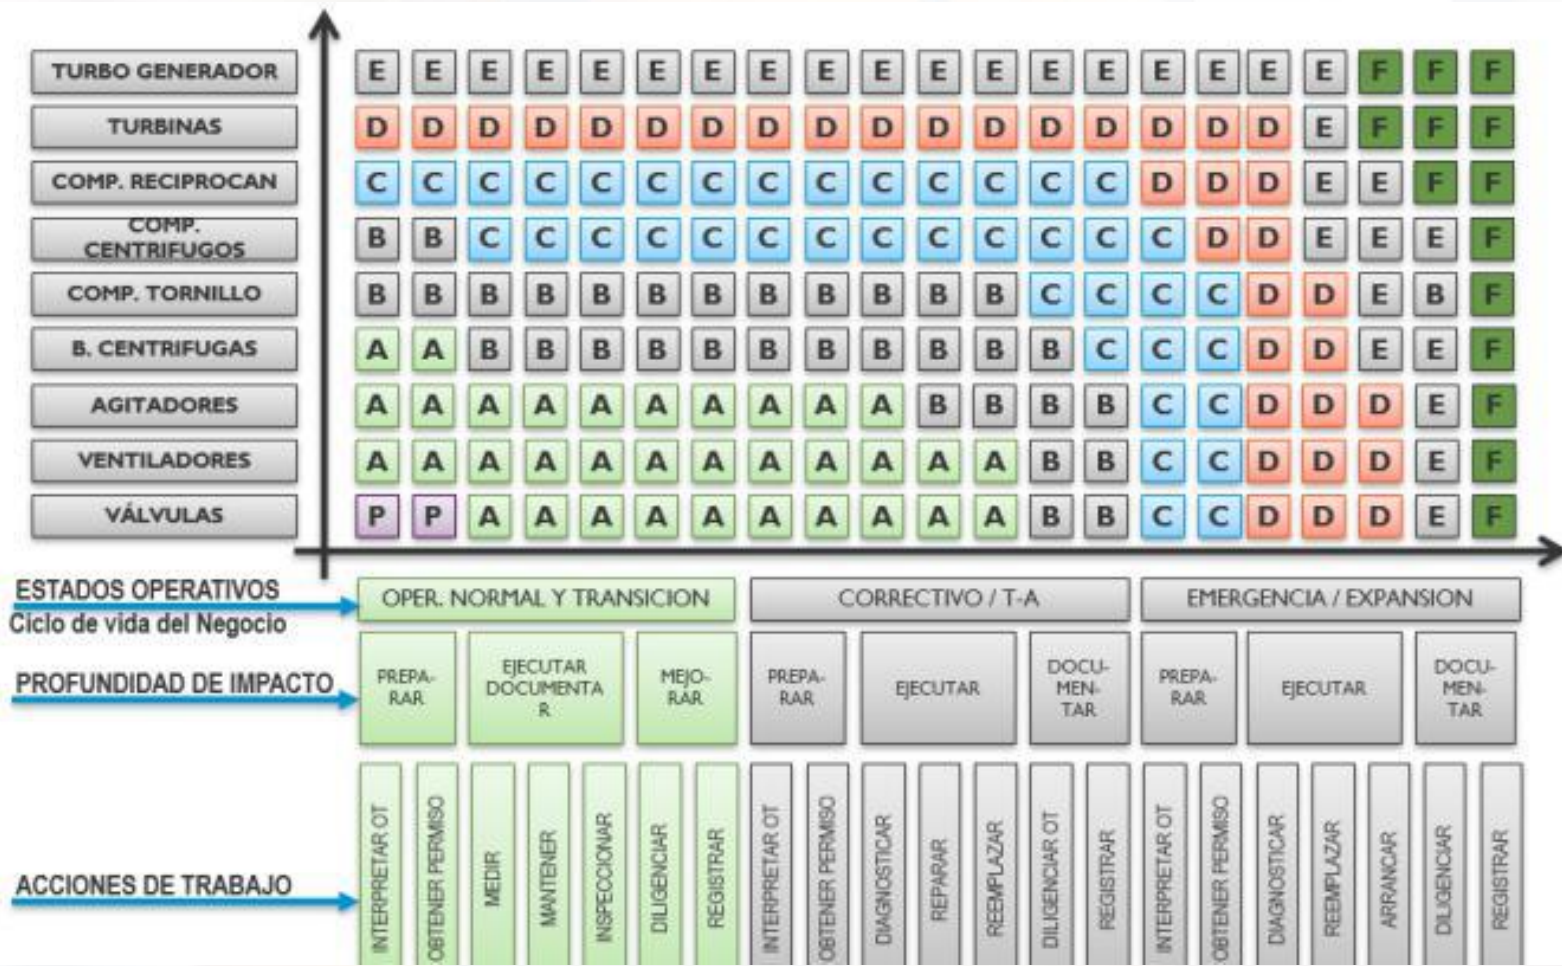 TURBO GENERADOR E E E E E E E E E E E E E E E E E E F F F
TURBINAS D D D D D D D D D D D D D D D D D E F F F
COMP. RECIPROCAN C C C C C C C C C C C C C C D D D E E F F
COMP.
CENTRIFUGOS B B C C C C C C C C C C C C C D D E E E F
COMP. TORNILLO B B B B B B B B B B B B C C C C D D E B F
B. CENTRIFUGAS A A B B B B B B B B B B B C C C D D E E F
AGITADORES A A A A A A A A A A B B B B C C D D D E F
VENTILADORES A A A A A A A A A A A A B B C C D D D E F
VÁLVULAS P P A A A A A A A A A A B B C C D D D E F
ESTADOS OPERATIVOS
Ciclo de vida del Negocio
OPER. NORMAL Y TRANSICION
CORRECTIVO / T-A
EMERGENCIA / EXPANSION
PROFUNDIDAD DE IMPACTO
PREPA-
RAR
EJECUTAR
DOCUMENTA
R
MEJO-
RAR
PREPA-
RAR
EJECUTAR
DOCU-
MEN-
TAR
PREPA-
RAR
EJECUTAR
DOCU-
MEN-
TAR
ACCIONES DE TRABAJO
INTERPRETAR OT
OBTENER PERMISO
MEDIR
MANTENER
INSPECCIONAR
DILIGENCIAR
REGISTRAR
INTERPRETAR OT
OBTENER PERMISO
DIAGNOSTICAR
REPARAR
REEMPLAZAR
DILIGENCIAR OT
REGISTRAR
INTERPRETAR OT
OBTENER PERMISO
DIAGNOSTICAR
REEMPLAZAR
ARRANCAR
DILIGENCIAR
REGISTRAR